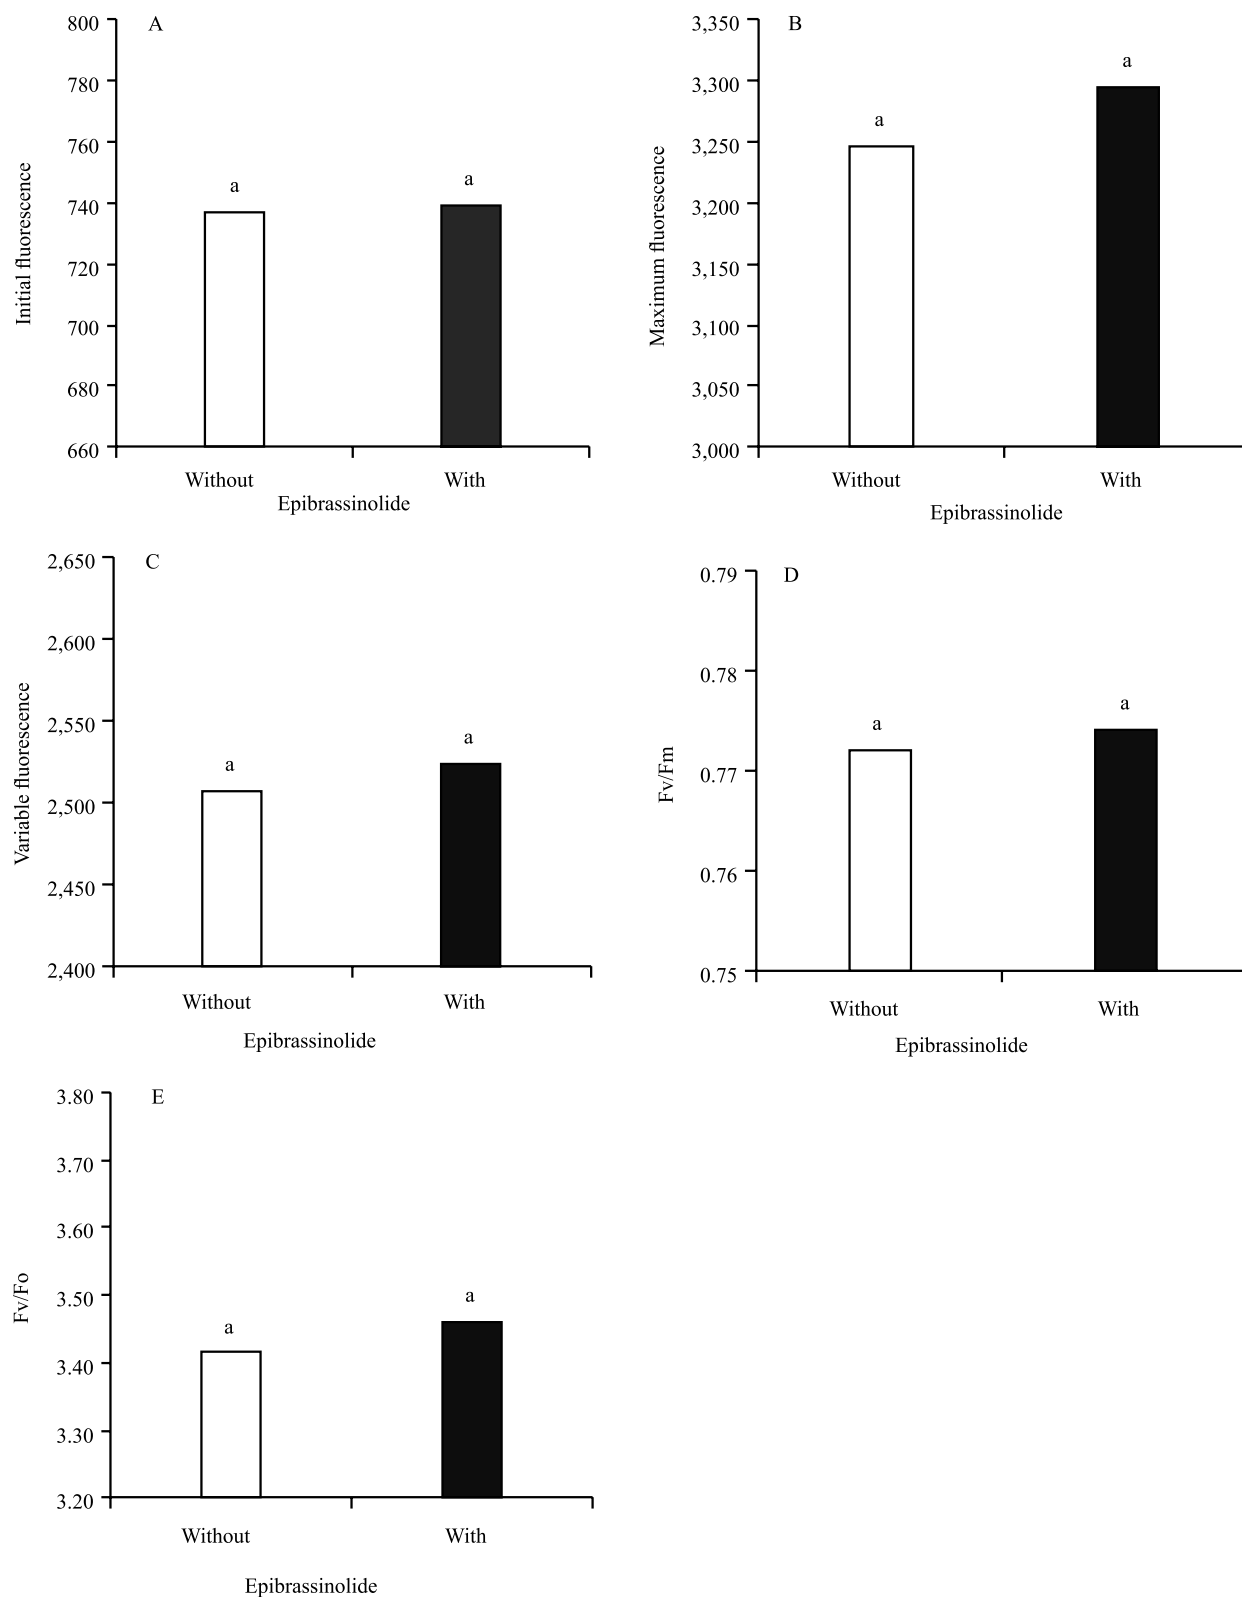 A
800
780
760
740
720
700
680
660
Initial fluorescence
a
a
Without
With
Epibrassinolide
B
3,350
3,300
3,250
3,200
3,150
3,100
3,050
3,000
Maximum fluorescence
a
a
Without
With
Epibrassinolide
C
2,650
2,600
2,550
2,500
2,450
2,400
Variable fluorescence
a
a
Without
With
Epibrassinolide
D
0.79
0.78
0.77
0.76
0.75
Fv/Fm
a
a
Without
With
Epibrassinolide
E
3.80
3.70
3.60
3.50
3.40
3.30
3.20
Fv/Fo
a
a
Without
With
Epibrassinolide